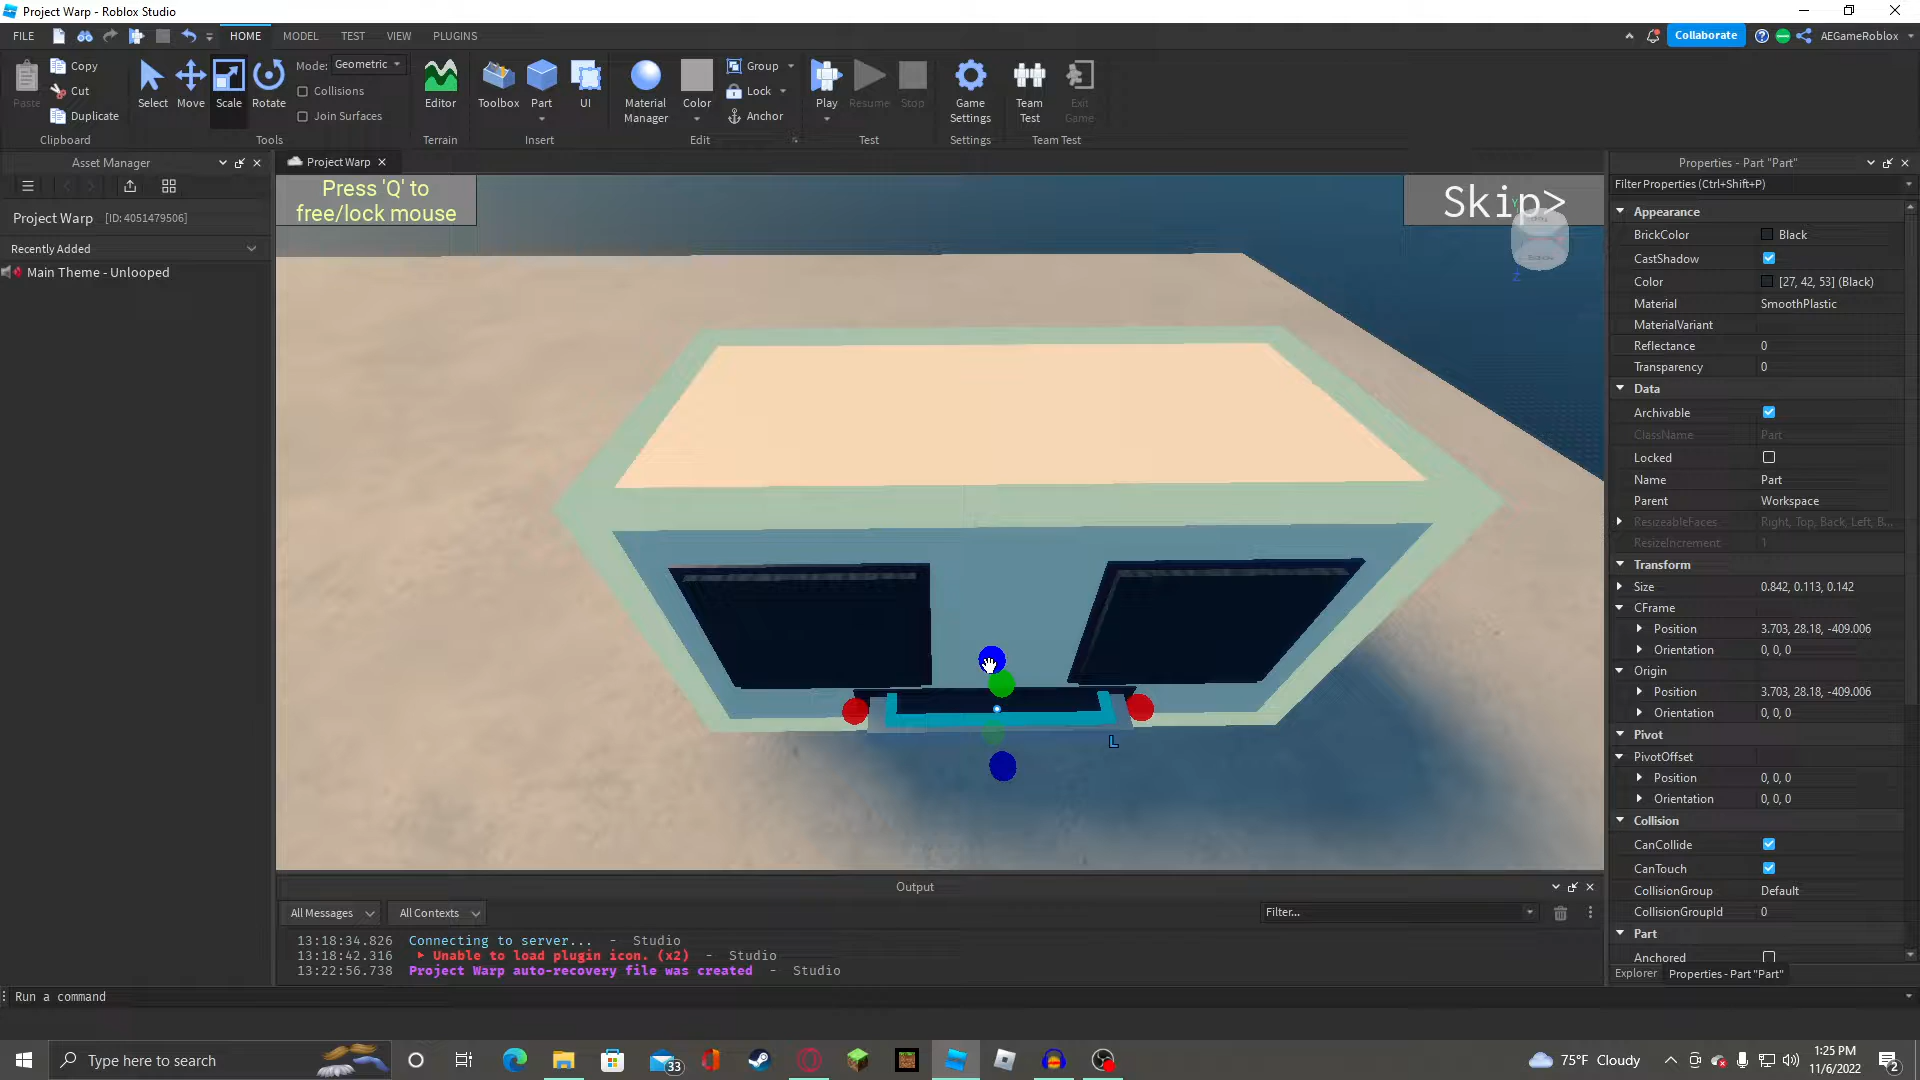 Project Warp - Roblox Studio
FILE
HOME
MODEL
TEST
VIEW
PLUGINS
Collaborate
AEGameRoblox
Paste
Copy
Cut
Duplicate
Clipboard
Select
Move
Scale
Rotate
Mode: Geometric
Collisions
Join Surfaces
Tools
Editor
Terrain
Toolbox
Part
UI
Insert
Material Manager
Color
Group
Lock
Anchor
Edit
Play
Resume
Stop
Test
Game Settings
Settings
Team Test
Exit Game
Team Test
Asset Manager
Project Warp [ID: 4051479506]
Recently Added
Main Theme - Unlooped
Project Warp
Press 'Q' to
free/lock mouse
Skip>
Y
Z
L
Properties - Part "Part"
Filter Properties (Ctrl+Shift+P)
Appearance
BrickColor Black
CastShadow
Color [27, 42, 53] (Black)
Material SmoothPlastic
MaterialVariant
Reflectance 0
Transparency 0
Data
Archivable
ClassName Part
Locked
Name Part
Parent Workspace
ResizeableFaces Right, Top, Back, Left, B...
ResizeIncrement 1
Transform
Size 0.842, 0.113, 0.142
CFrame
Position 3.703, 28.18, -409.006
Orientation 0, 0, 0
Origin
Position 3.703, 28.18, -409.006
Orientation 0, 0, 0
Pivot
PivotOffset
Position 0, 0, 0
Orientation 0, 0, 0
Collision
CanCollide
CanTouch
CollisionGroup Default
CollisionGroupId 0
Part
Anchored
Explorer
Properties - Part "Part"
Output
All Messages
All Contexts
Filter...
13:18:34.826 Connecting to server... - Studio
13:18:42.316 Unable to load plugin icon. (x2) - Studio
13:22:56.738 Project Warp auto-recovery file was created - Studio
Run a command
Type here to search
33
75°F Cloudy
1:25 PM
11/6/2022
2